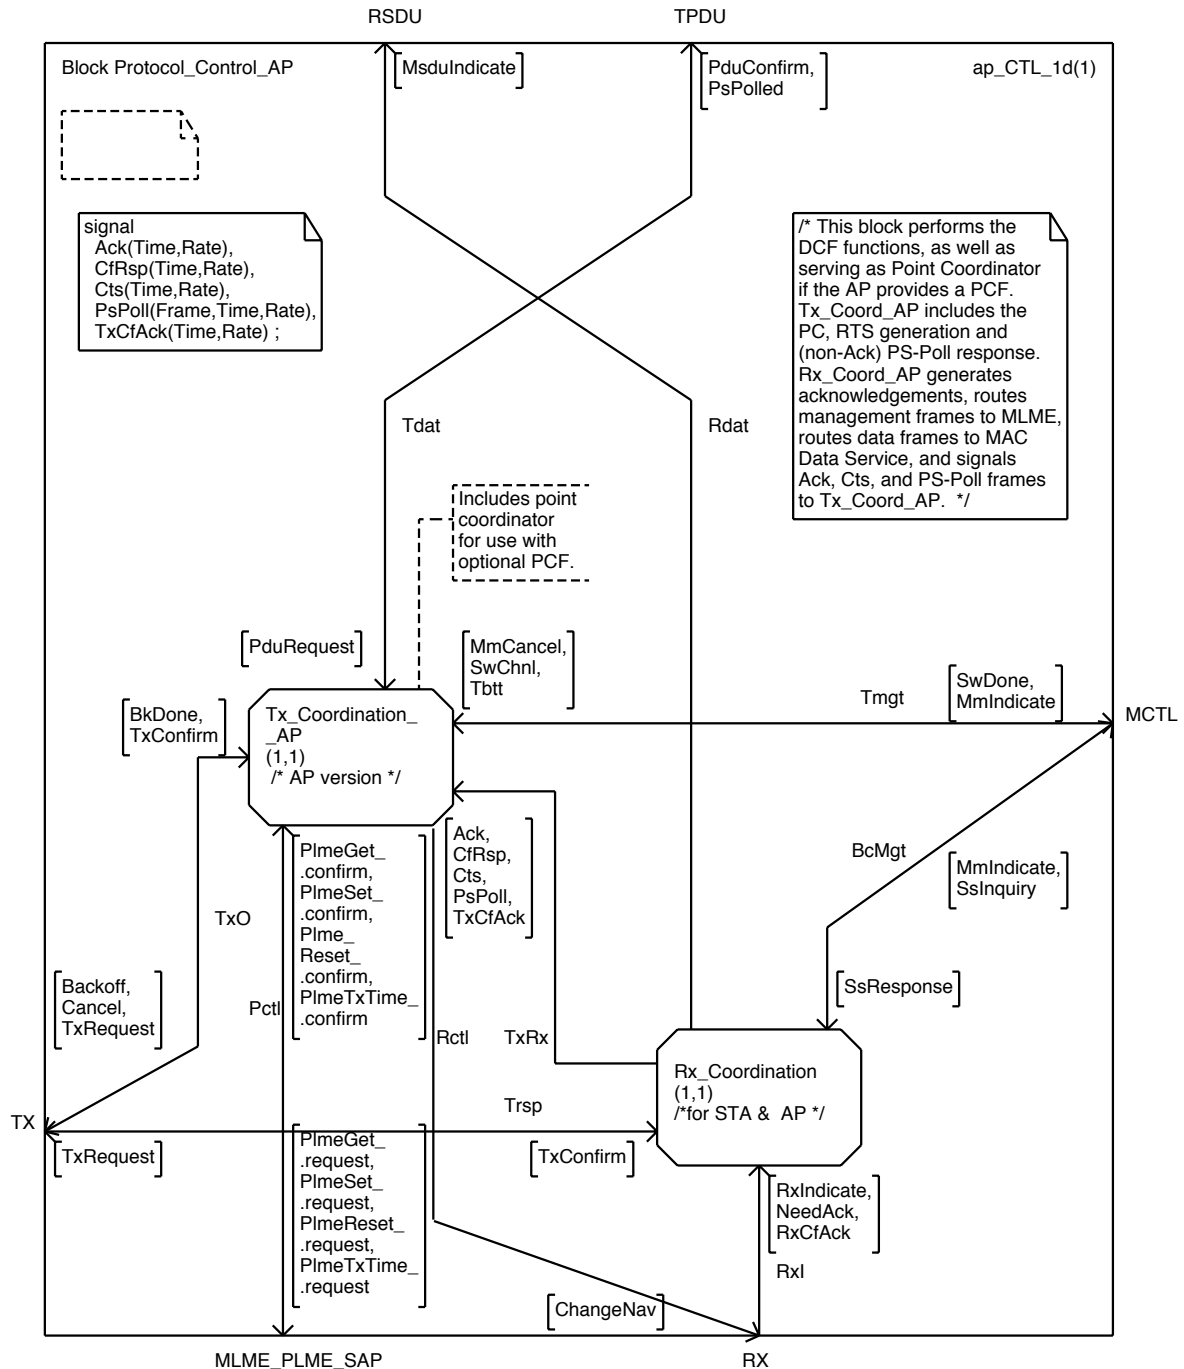 RSDU
TPDU
Block Protocol_Control_AP
MsduIndicate
PduConfirm,
PsPolled
ap_CTL_1d(1)
signal
Ack(Time,Rate),
CfRsp(Time,Rate),
Cts(Time,Rate),
PsPoll(Frame,Time,Rate),
TxCfAck(Time,Rate) ;
/* This block performs the
DCF functions, as well as
serving as Point Coordinator
if the AP provides a PCF.
Tx_Coord_AP includes the
PC, RTS generation and
(non-Ack) PS-Poll response.
Rx_Coord_AP generates
acknowledgements, routes
management frames to MLME,
routes data frames to MAC
Data Service, and signals
Ack, Cts, and PS-Poll frames
to Tx_Coord_AP.  */
Tdat
Rdat
Includes point
coordinator
for use with
optional PCF.
PduRequest
MmCancel,
SwChnl,
Tbtt
SwDone,
MmIndicate
Tmgt
MCTL
BkDone,
TxConfirm
Tx_Coordination_
_AP
(1,1)
/* AP version */
PlmeGet_
.confirm,
PlmeSet_
.confirm,
Plme_
Reset_
.confirm,
PlmeTxTime_
.confirm
Ack,
CfRsp,
Cts,
PsPoll,
TxCfAck
BcMgt
MmIndicate,
SsInquiry
TxO
Backoff,
Cancel,
TxRequest
Pctl
SsResponse
Rctl
TxRx
Rx_Coordination
(1,1)
/*for STA &  AP */
Trsp
TX
TxRequest
PlmeGet_
.request,
PlmeSet_
.request,
PlmeReset_
.request,
PlmeTxTime_
.request
TxConfirm
RxIndicate,
NeedAck,
RxCfAck
RxI
ChangeNav
MLME_PLME_SAP
RX